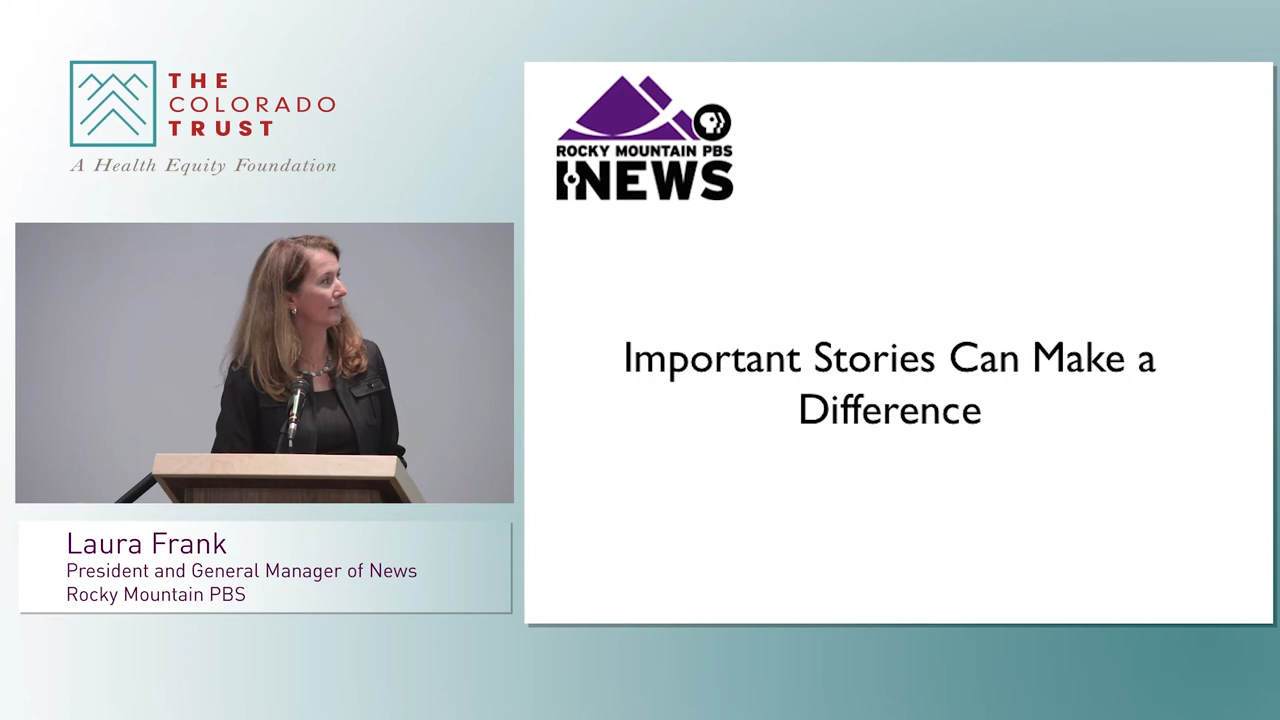 THE
COLORADO
TRUST
A Health Equity Foundation
ROCKY MOUNTAIN PBS
I-NEWS
Important Stories Can Make a
Difference
Laura Frank
President and General Manager of News
Rocky Mountain PBS